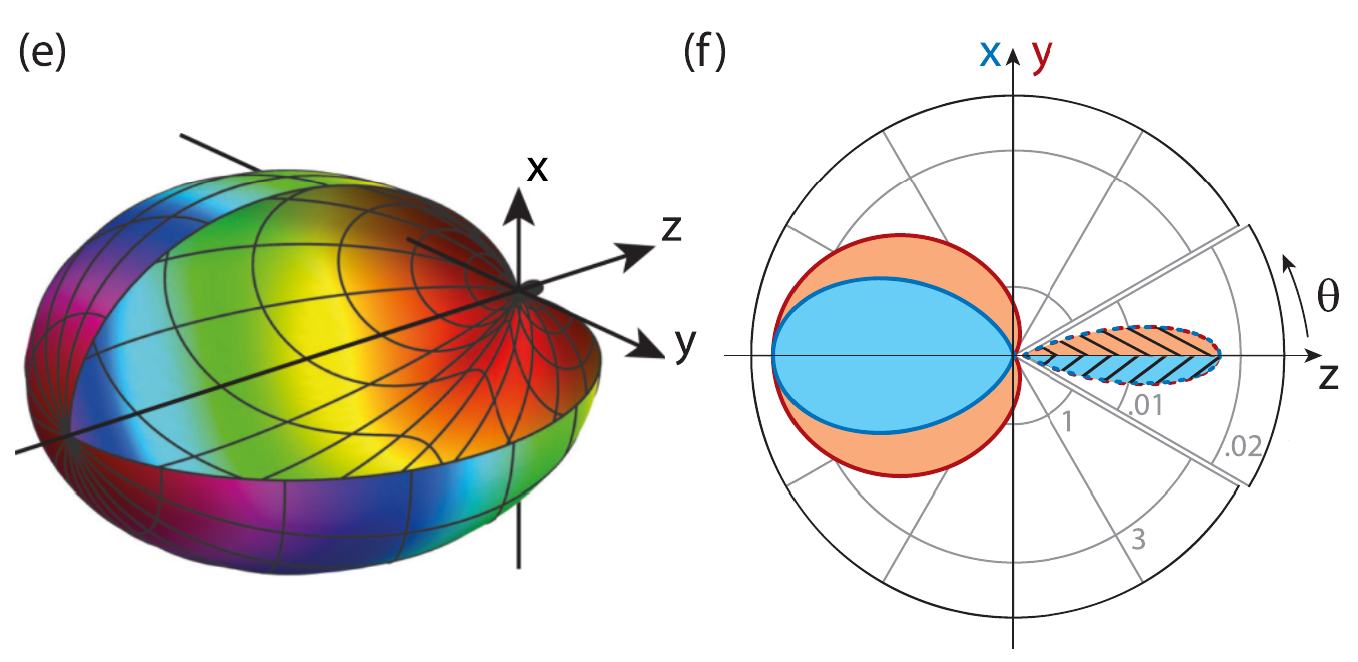 (e)
x
z
y
(f)
x y
θ
z
.01
1
.02
3